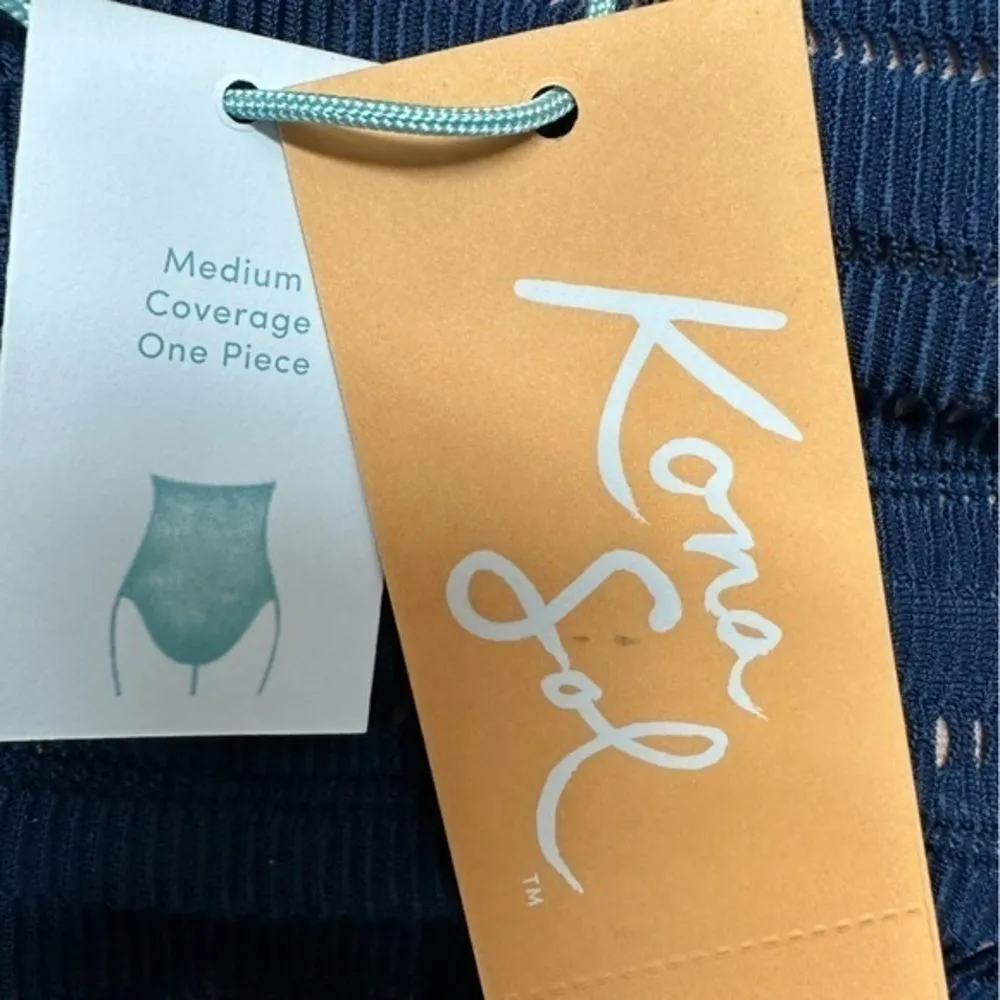 Medium
Coverage
One Piece
Kona
Sol
TM